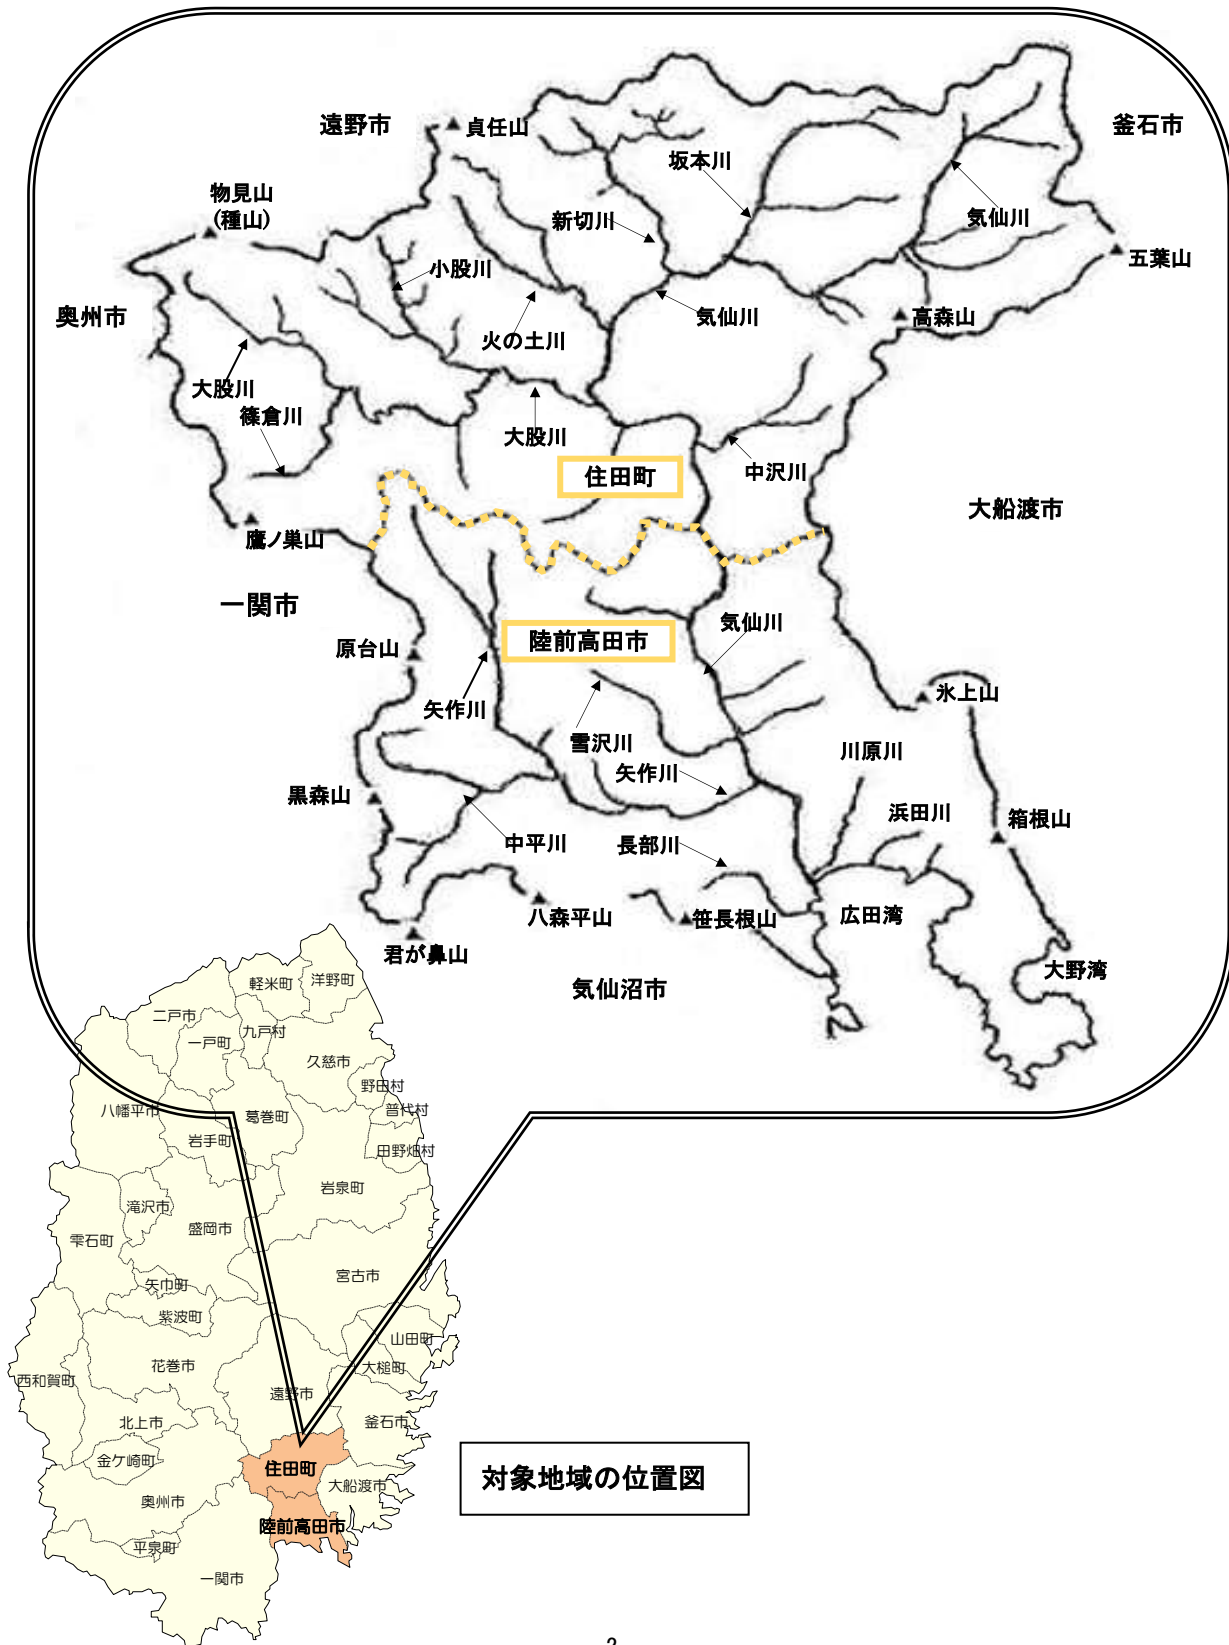 遠野市
貞任山
釜石市
坂本川
物見山
(種山)
新切川
気仙川
五葉山
小股川
奥州市
気仙川
高森山
火の土川
大股川
篠倉川
大股川
中沢川
住田町
大船渡市
鷹ノ巣山
一関市
気仙川
陸前高田市
原台山
氷上山
矢作川
雪沢川
川原川
矢作川
黒森山
浜田川
箱根山
中平川
長部川
八森平山
笹長根山
広田湾
君が鼻山
大野湾
気仙沼市
軽米町
洋野町
二戸市
九戸村
一戸町
久慈市
野田村
八幡平市
普代村
葛巻町
岩手町
田野畑村
岩泉町
滝沢市
盛岡市
雫石町
宮古市
矢巾町
紫波町
山田町
花巻市
大槌町
西和賀町
遠野市
北上市
釜石市
金ケ崎町
住田町
大船渡市
奥州市
陸前高田市
平泉町
一関市
対象地域の位置図
2